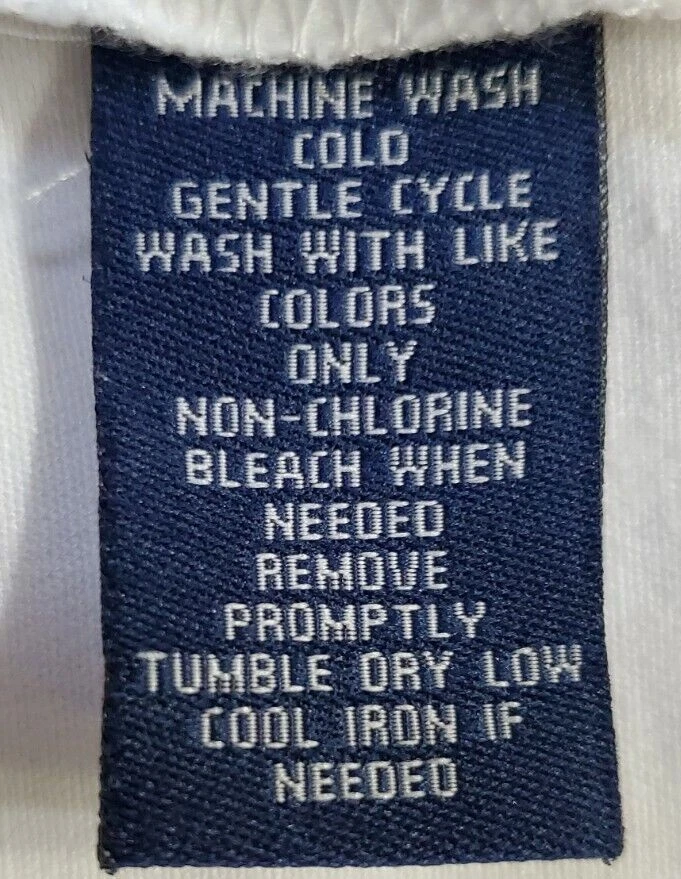 MACHINE WASH
COLD
GENTLE CYCLE
WASH WITH LIKE
COLORS
ONLY
NON-CHLORINE
BLEACH WHEN
NEEDED
REMOVE
PROMPTLY
TUMBLE DRY LOW
COOL IRON IF
NEEDED